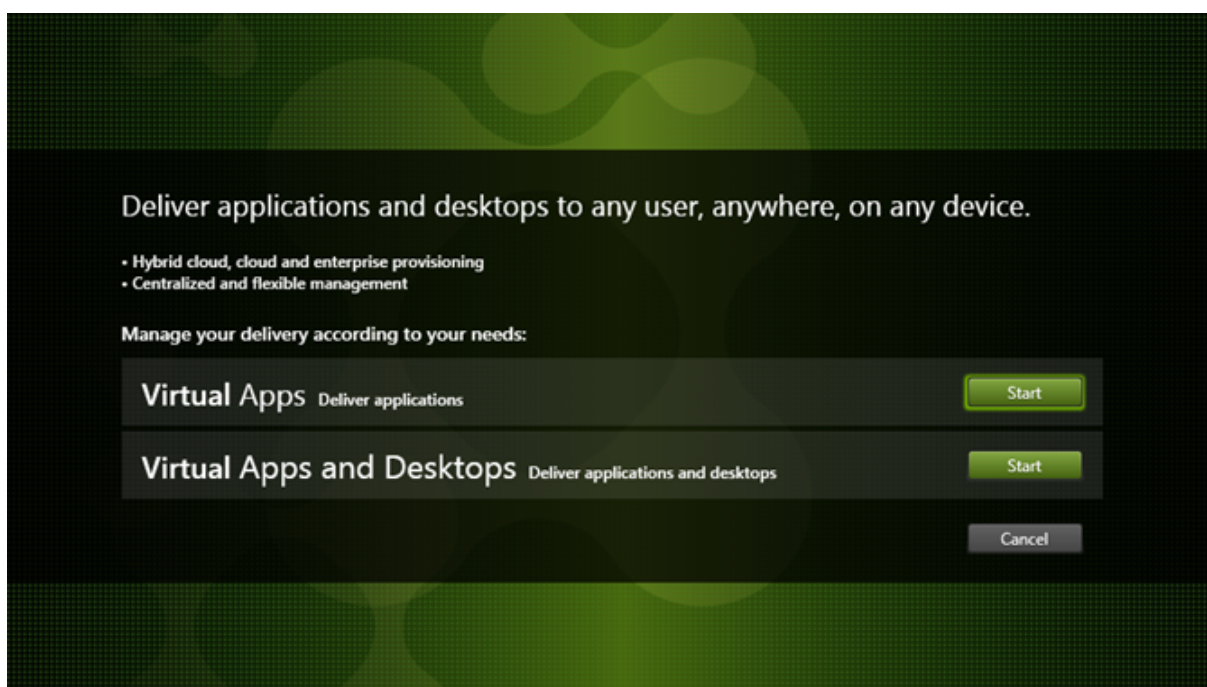 Deliver applications and desktops to any user, anywhere, on any device.
• Hybrid cloud, cloud and enterprise provisioning
• Centralized and flexible management
Manage your delivery according to your needs:
Virtual Apps Deliver applications
Start
Virtual Apps and Desktops Deliver applications and desktops
Start
Cancel